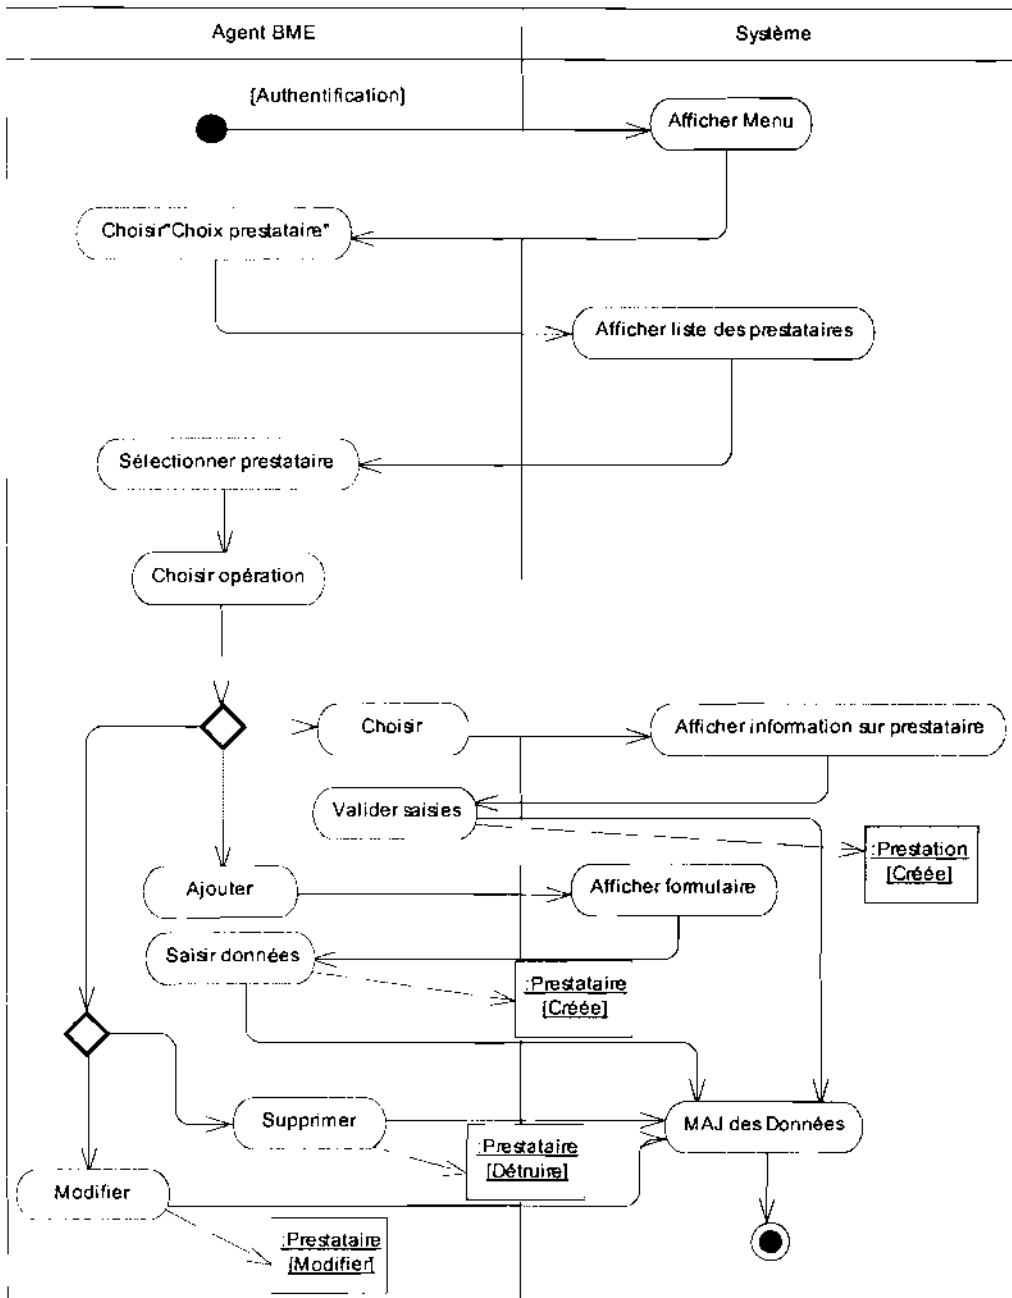 Agent BME
Système
[Authentification]
Afficher Menu
Choisir"Choix prestataire"
Afficher liste des prestataires
Sélectionner prestataire
Choisir opération
Choisir
Afficher information sur prestataire
Valider saisies
:Prestation
[Créée]
Ajouter
Afficher formulaire
Saisir données
:Prestataire
[Créée]
Supprimer
MAJ des Données
:Prestataire
[Détruire]
Modifier
:Prestataire
[Modifier]